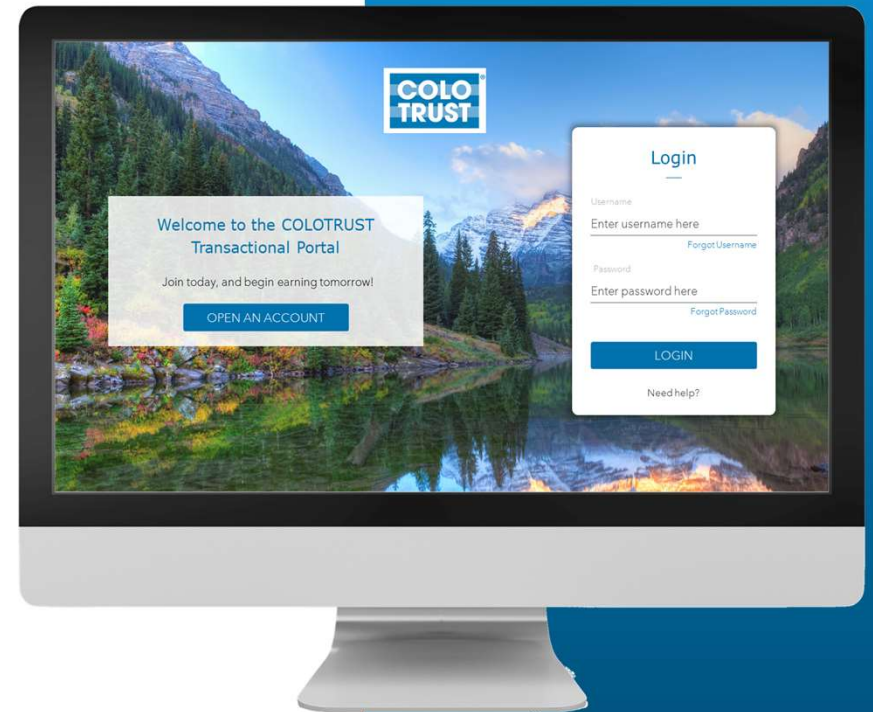 COLO
TRUST
Welcome to the COLOTRUST
Transactional Portal
Join today, and begin earning tomorrow!
OPEN AN ACCOUNT
Login
Username
Enter username here
Forgot Username
Password
Enter password here
Forgot Password
LOGIN
Need help?